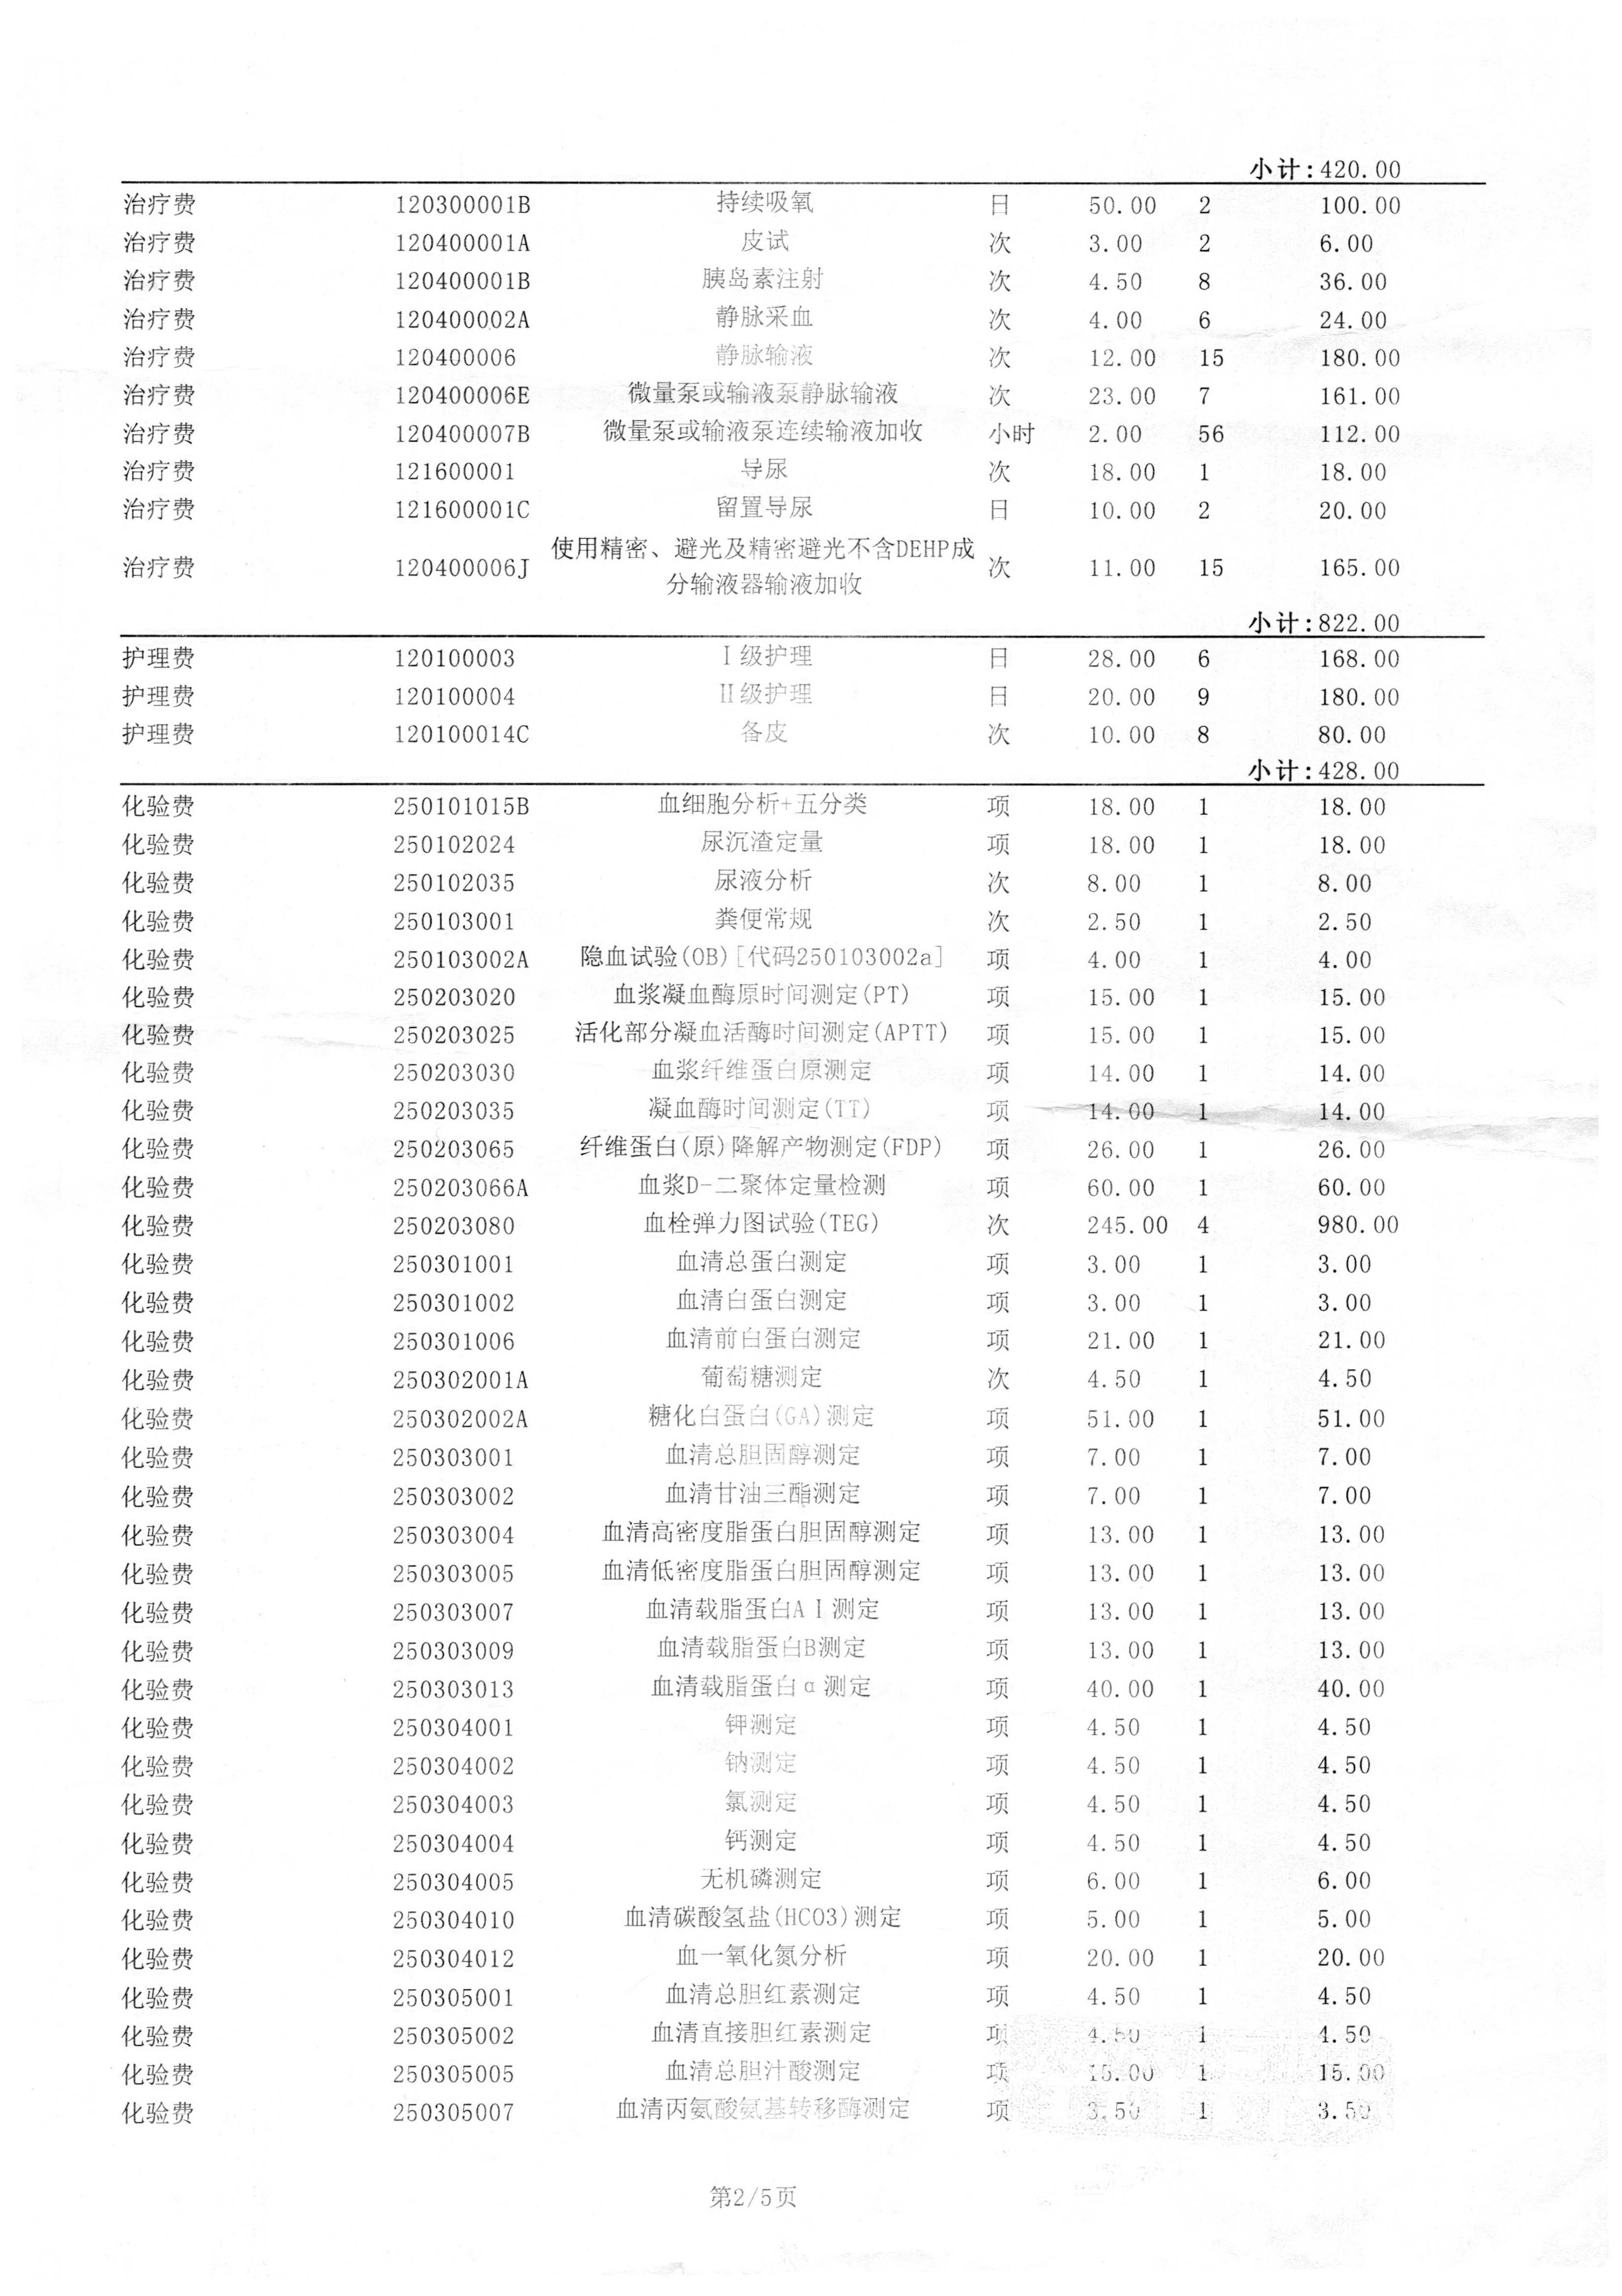 小计:420.00
治疗费 120300001B 持续吸氧 日 50.00 2 100.00
治疗费 120400001A 皮试 次 3.00 2 6.00
治疗费 120400001B 胰岛素注射 次 4.50 8 36.00
治疗费 120400002A 静脉采血 次 4.00 6 24.00
治疗费 120400006 静脉输液 次 12.00 15 180.00
治疗费 120400006E 微量泵或输液泵静脉输液 次 23.00 7 161.00
治疗费 120400007B 微量泵或输液泵连续输液加收 小时 2.00 56 112.00
治疗费 121600001 导尿 次 18.00 1 18.00
治疗费 121600001C 留置导尿 日 10.00 2 20.00
使用精密、避光及精密避光不含DEHP成
治疗费 120400006J 次 11.00 15 165.00
分输液器输液加收
小计:822.00
护理费 120100003 Ⅰ级护理 日 28.00 6 168.00
护理费 120100004 Ⅱ级护理 日 20.00 9 180.00
护理费 120100014C 备皮 次 10.00 8 80.00
小计:428.00
化验费 250101015B 血细胞分析+五分类 项 18.00 1 18.00
化验费 250102024 尿沉渣定量 项 18.00 1 18.00
化验费 250102035 尿液分析 次 8.00 1 8.00
化验费 250103001 粪便常规 次 2.50 1 2.50
化验费 250103002A 隐血试验(OB)[代码250103002a] 项 4.00 1 4.00
化验费 250203020 血浆凝血酶原时间测定(PT) 项 15.00 1 15.00
化验费 250203025 活化部分凝血活酶时间测定(APTT) 项 15.00 1 15.00
化验费 250203030 血浆纤维蛋白原测定 项 14.00 1 14.00
化验费 250203035 凝血酶时间测定(TT) 项 14.00 1 14.00
化验费 250203065 纤维蛋白(原)降解产物测定(FDP) 项 26.00 1 26.00
化验费 250203066A 血浆D-二聚体定量检测 项 60.00 1 60.00
化验费 250203080 血栓弹力图试验(TEG) 次 245.00 4 980.00
化验费 250301001 血清总蛋白测定 项 3.00 1 3.00
化验费 250301002 血清白蛋白测定 项 3.00 1 3.00
化验费 250301006 血清前白蛋白测定 项 21.00 1 21.00
化验费 250302001A 葡萄糖测定 次 4.50 1 4.50
化验费 250302002A 糖化白蛋白(GA)测定 项 51.00 1 51.00
化验费 250303001 血清总胆固醇测定 项 7.00 1 7.00
化验费 250303002 血清甘油三酯测定 项 7.00 1 7.00
化验费 250303004 血清高密度脂蛋白胆固醇测定 项 13.00 1 13.00
化验费 250303005 血清低密度脂蛋白胆固醇测定 项 13.00 1 13.00
化验费 250303007 血清载脂蛋白AⅠ测定 项 13.00 1 13.00
化验费 250303009 血清载脂蛋白B测定 项 13.00 1 13.00
化验费 250303013 血清载脂蛋白α测定 项 40.00 1 40.00
化验费 250304001 钾测定 项 4.50 1 4.50
化验费 250304002 钠测定 项 4.50 1 4.50
化验费 250304003 氯测定 项 4.50 1 4.50
化验费 250304004 钙测定 项 4.50 1 4.50
化验费 250304005 无机磷测定 项 6.00 1 6.00
化验费 250304010 血清碳酸氢盐(HCO3)测定 项 5.00 1 5.00
化验费 250304012 血一氧化氮分析 项 20.00 1 20.00
化验费 250305001 血清总胆红素测定 项 4.50 1 4.50
化验费 250305002 血清直接胆红素测定 项 4.50 1 4.50
化验费 250305005 血清总胆汁酸测定 项 15.00 1 15.00
化验费 250305007 血清丙氨酸氨基转移酶测定 项 3.50 1 3.50
第2/5页